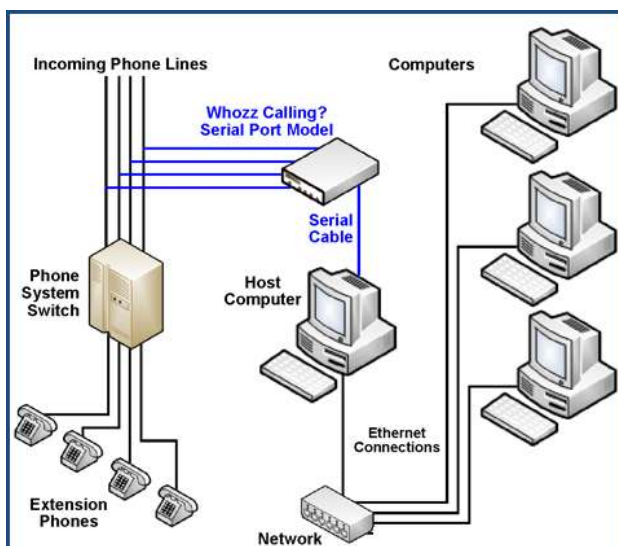 Incoming Phone Lines
Computers
Whozz Calling?
Serial Port Model
Serial
Cable
Phone
System
Switch
Host
Computer
Ethernet
Connections
Extension
Phones
Network